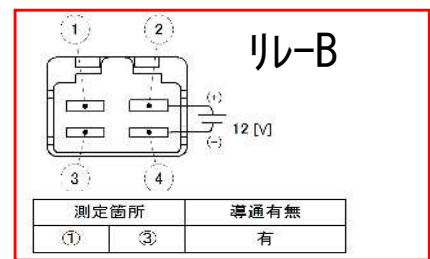 ① ②
リレーB
(+)
12 [V]
(-)
③ ④
測定箇所 導通有無
① ③ 有